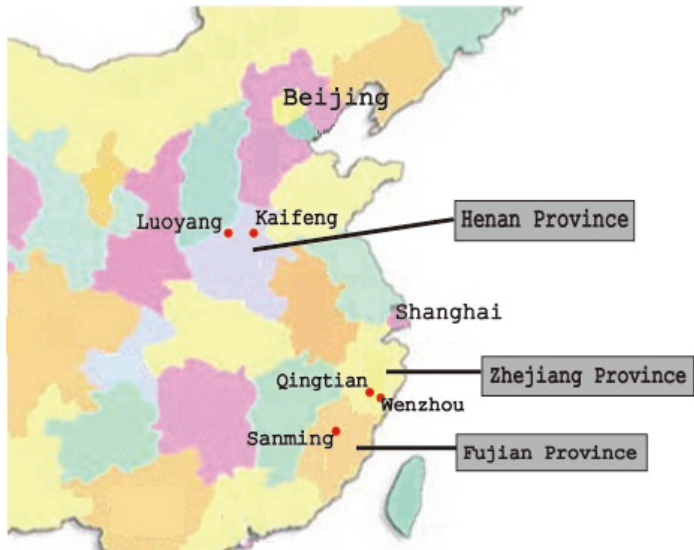 Beijing
Luoyang
Kaifeng
Henan Province
Shanghai
Zhejiang Province
Qingtian
Wenzhou
Sanming
Fujian Province